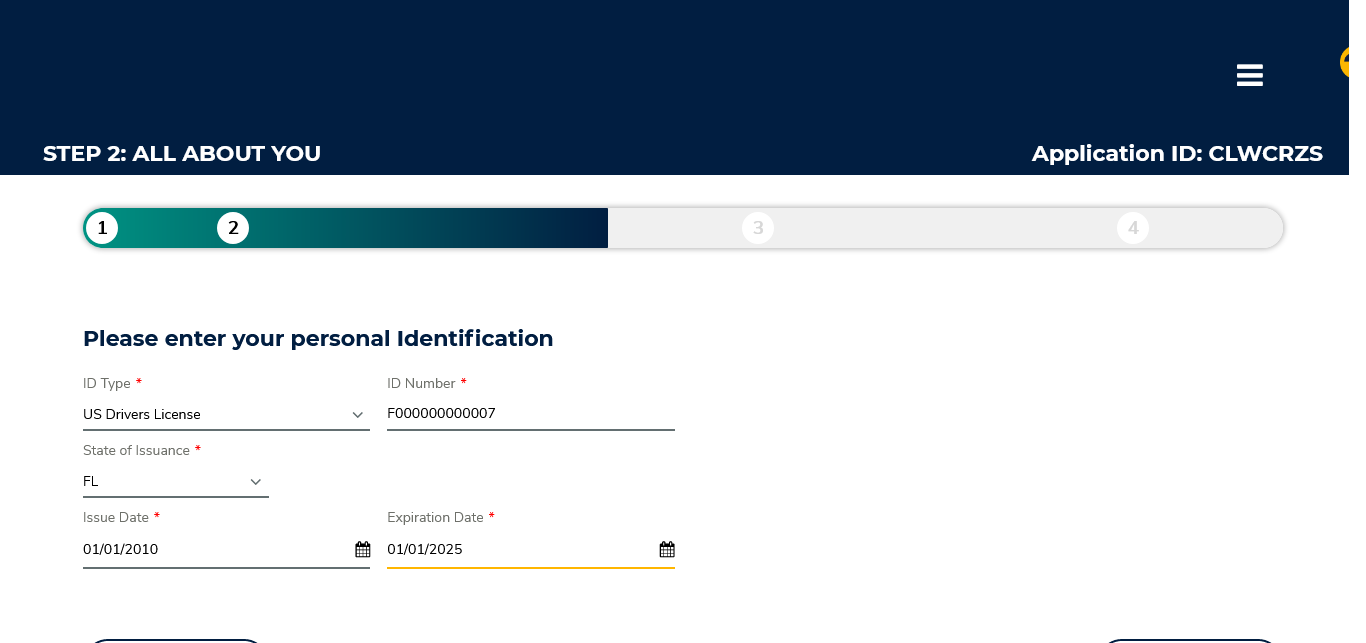 STEP 2: ALL ABOUT YOU
Application ID: CLWCRZS
1 2 3 4
Please enter your personal Identification
ID Type * ID Number *
US Drivers License F000000000007
State of Issuance *
FL
Issue Date * Expiration Date *
01/01/2010 01/01/2025